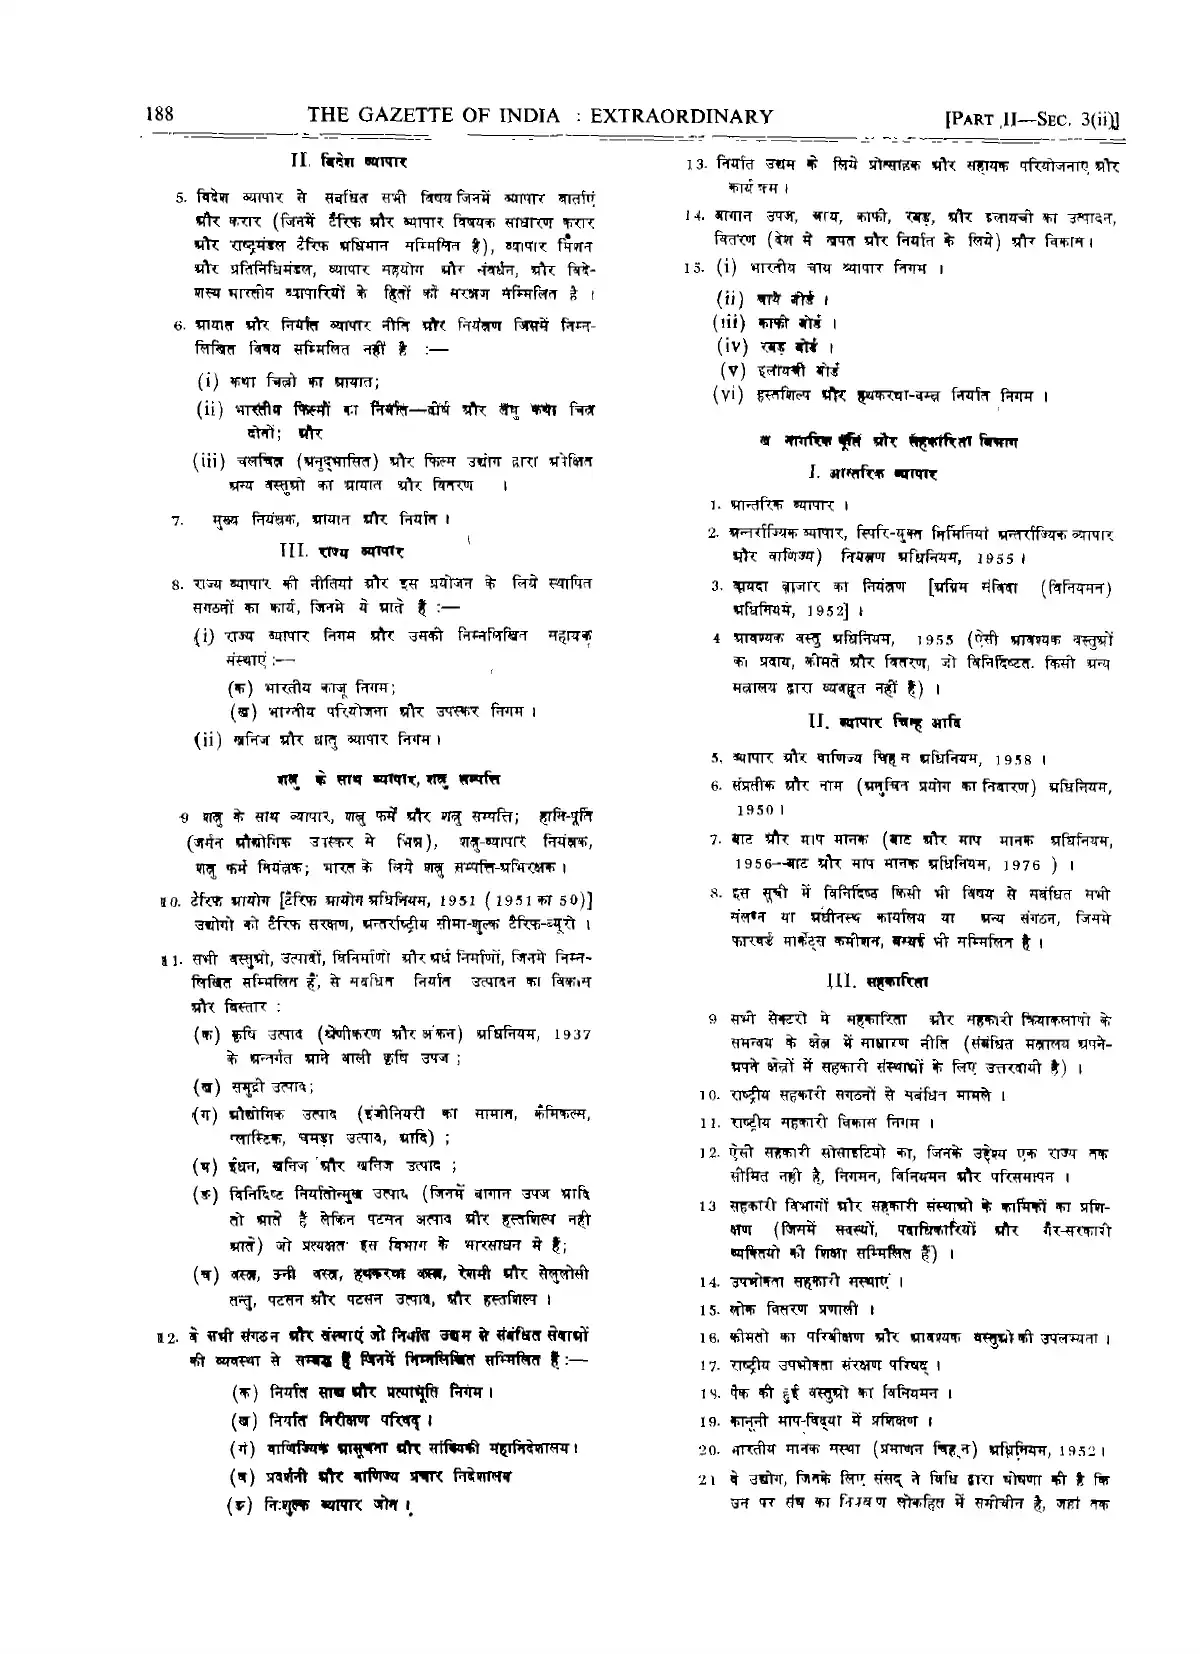 188 THE GAZETTE OF INDIA : EXTRAORDINARY [PART II—SEC. 3(ii)]
II. विदेश व्यापार
5. विदेश व्यापार से संबंधित सभी विषय जिनमें व्यापार वार्ताएं
और करार (जिनमें टैरिफ और व्यापार विषयक साधारण करार
और राष्ट्रमंडल टैरिफ अधिमान सम्मिलित है), व्यापार मिशन
और प्रतिनिधिमंडल, व्यापार सहयोग और संवर्धन, और विदे-
शस्थ भारतीय व्यापारियों के हितों का संरक्षण सम्मिलित है ।
6. आयात और निर्यात व्यापार नीति और नियंत्रण जिसमें निम्न-
लिखित विषय सम्मिलित नहीं है :—
(i) कथा चित्रों का आयात;
(ii) भारतीय फिल्मों का निर्यात—दीर्घ और लघु कथा चित्र
दोनों; और
(iii) चलचित्र (अनुद्भासित) और फिल्म उद्योग द्वारा अपेक्षित
अन्य वस्तुओं का आयात और वितरण ।
7. मुख्य नियंत्रक, आयात और निर्यात ।
III. राज्य व्यापार
8. राज्य व्यापार की नीतियां और इस प्रयोजन के लिये स्थापित
संगठनों का कार्य, जिनमें ये आते हैं :—
(i) राज्य व्यापार निगम और उसकी निम्नलिखित सहायक
संस्थाएं :—
(क) भारतीय काजू निगम;
(ख) भारतीय परियोजना और उपस्कर निगम ।
(ii) खनिज और धातु व्यापार निगम ।
शत्रु के साथ व्यापार, शत्रु सम्पत्ति
9 शत्रु के साथ व्यापार, शत्रु फर्में और शत्रु सम्पत्ति; हानि-पूर्ति
(जर्मन औद्योगिक उपस्कर से भिन्न), शत्रु-व्यापार नियंत्रक,
शत्रु फर्म नियंत्रक; भारत के लिये शत्रु सम्पत्ति-अभिरक्षक ।
10. टैरिफ आयोग [टैरिफ आयोग अधिनियम, 1951 (1951 का 50)]
उद्योगों को टैरिफ संरक्षण, अन्तर्राष्ट्रीय सीमा-शुल्क टैरिफ-ब्यूरो ।
11. सभी वस्तुओं, उत्पादों, विनिर्माणों और अर्ध निर्माणों, जिनमें निम्न-
लिखित सम्मिलित हैं, से संबंधित निर्यात उत्पादन का विकास
और विस्तार :
(क) कृषि उत्पाद (श्रेणीकरण और अंकन) अधिनियम, 1937
के अन्तर्गत आने वाली कृषि उपज ;
(ख) समुद्री उत्पाद;
(ग) औद्योगिक उत्पाद (इंजीनियरी का सामान, कैमिकल्स,
प्लास्टिक, चमड़ा उत्पाद, आदि) ;
(घ) ईंधन, खनिज और खनिज उत्पाद ;
(ङ) विनिर्दिष्ट निर्यातोन्मुख उत्पाद (जिनमें बागान उपज आदि
तो आते हैं लेकिन पटसन उत्पाद और हस्तशिल्प नहीं
आते) जो प्रत्यक्षतः इस विभाग के भारसाधन में हैं;
(च) वस्त्र, ऊनी वस्त्र, हथकरघा वस्त्र, रेशमी और सेलुलोसी
तन्तु, पटसन और पटसन उत्पाद, और हस्तशिल्प ।
12. वे सभी संगठन और संस्थाएं जो निर्यात उद्यम से संबंधित सेवाओं
की व्यवस्था से सम्बद्ध हैं जिनमें निम्नलिखित सम्मिलित हैं :—
(क) निर्यात साख और प्रत्याभूति निगम ।
(ख) निर्यात निरीक्षण परिषद् ।
(ग) वाणिज्यिक आसूचना और सांख्यिकी महानिदेशालय ।
(घ) प्रदर्शनी और वाणिज्य प्रचार निदेशालय
(ङ) निःशुल्क व्यापार जोन ।
13. निर्यात उद्यम के लिये प्रोत्साहक और सहायक परियोजनाएं और
कार्यक्रम ।
14. बागान उपज, चाय, काफी, रबड़, और इलायची का उत्पादन,
वितरण (देश में खपत और निर्यात के लिये) और विकास ।
15. (i) भारतीय चाय व्यापार निगम ।
(ii) चाय बोर्ड ।
(iii) काफी बोर्ड ।
(iv) रबड़ बोर्ड ।
(v) इलायची बोर्ड
(vi) हस्तशिल्प और हथकरघा-वस्त्र निर्यात निगम ।
ख नागरिक पूर्ति और सहकारिता विभाग
I. आन्तरिक व्यापार
1. आन्तरिक व्यापार ।
2. अन्तर्राज्यिक व्यापार, स्पिरिट-युक्त निर्मितियां अन्तर्राज्यिक व्यापार
और वाणिज्य) नियंत्रण अधिनियम, 1955 ।
3. वायदा बाजार का नियंत्रण [अग्रिम संविदा (विनियमन)
अधिनियम, 1952] ।
4 आवश्यक वस्तु अधिनियम, 1955 (ऐसी आवश्यक वस्तुओं
का प्रदाय, कीमतें और वितरण, जो विनिर्दिष्टतः किसी अन्य
मंत्रालय द्वारा व्यवहृत नहीं हैं) ।
II. व्यापार चिन्ह आदि
5. व्यापार और वाणिज्य चिह्न अधिनियम, 1958 ।
6. संप्रतीक और नाम (अनुचित प्रयोग का निवारण) अधिनियम,
1950 ।
7. बाट और माप मानक (बाट और माप मानक अधिनियम,
1956—बाट और माप मानक अधिनियम, 1976 ) ।
8. इस सूची में विनिर्दिष्ठ किसी भी विषय से संबंधित सभी
संलग्न या अधीनस्थ कार्यालय या अन्य संगठन, जिनमें
फारवर्ड मार्केट्स कमीशन, बम्बई भी सम्मिलित है ।
III. सहकारिता
9 सभी सेक्टरों में सहकारिता और सहकारी क्रियाकलापों के
समन्वय के क्षेत्र में साधारण नीति (संबंधित मंत्रालय अपने-
अपने क्षेत्रों में सहकारी संस्थाओं के लिए उत्तरदायी हैं) ।
10. राष्ट्रीय सहकारी संगठनों से संबंधित मामले ।
11. राष्ट्रीय सहकारी विकास निगम ।
12. ऐसी सहकारी सोसाइटियों का, जिनके उद्देश्य एक राज्य तक
सीमित नहीं है, निगमन, विनियमन और परिसमापन ।
13 सहकारी विभागों और सहकारी संस्थाओं के कार्मिकों का प्रशि-
क्षण (जिसमें सदस्यों, पदाधिकारियों और गैर-सरकारी
व्यक्तियों की शिक्षा सम्मिलित हैं) ।
14. उपभोक्ता सहकारी संस्थाएं ।
15. लोक वितरण प्रणाली ।
16. कीमतों का परिवीक्षण और आवश्यक वस्तुओं की उपलभ्यता ।
17. राष्ट्रीय उपभोक्ता संरक्षण परिषद् ।
18. पैक की हुई वस्तुओं का विनियमन ।
19. कानूनी माप-विद्या में प्रशिक्षण ।
20. भारतीय मानक संस्था (प्रमाणन चिह्न) अधिनियम, 1952 ।
21 वे उद्योग, जिनके लिए संसद् ने विधि द्वारा घोषणा की है कि
उन पर संघ का नियंत्रण लोकहित में समीचीन है, जहां तक